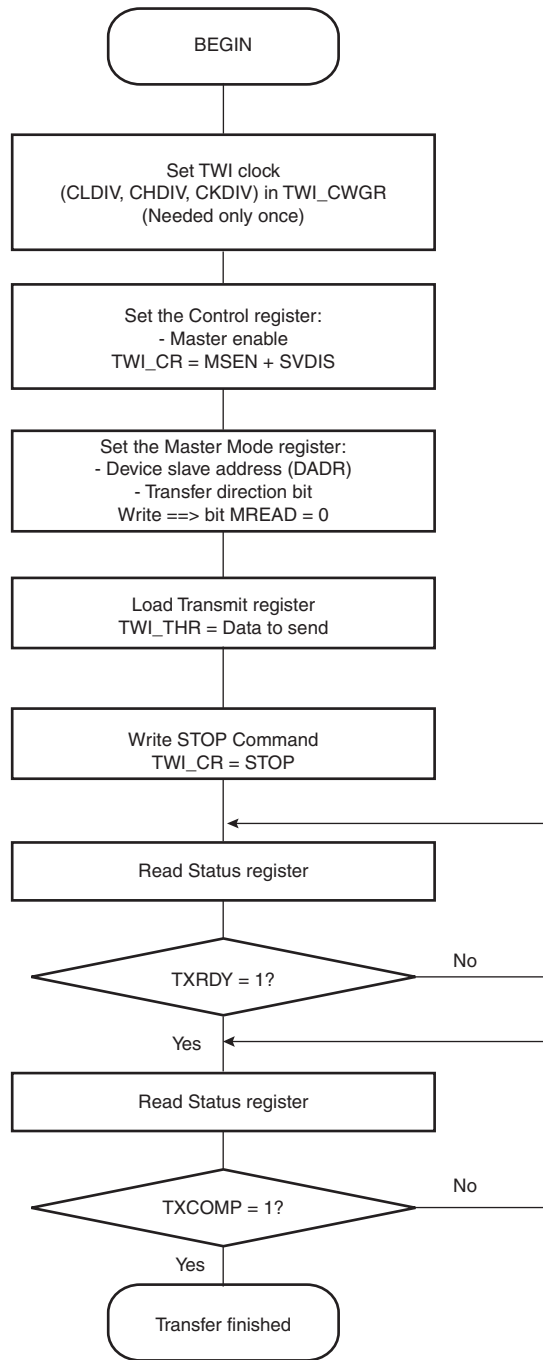 BEGIN
Set TWI clock
(CLDIV, CHDIV, CKDIV) in TWI_CWGR
(Needed only once)
Set the Control register:
- Master enable
TWI_CR = MSEN + SVDIS
Set the Master Mode register:
- Device slave address (DADR)
- Transfer direction bit
Write ==> bit MREAD = 0
Load Transmit register
TWI_THR = Data to send
Write STOP Command
TWI_CR = STOP
Read Status register
TXRDY = 1?
No
Yes
Read Status register
TXCOMP = 1?
No
Yes
Transfer finished